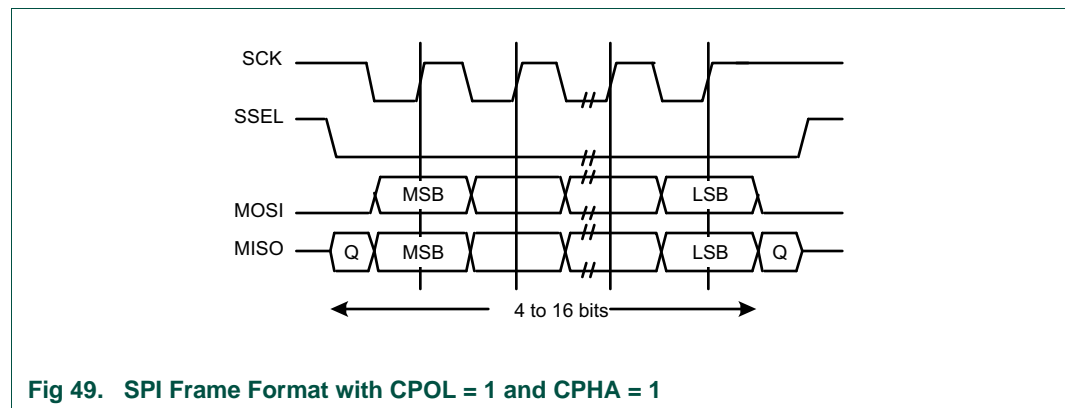 SCK
SSEL
MOSI MSB LSB
MISO Q MSB LSB Q
4 to 16 bits
Fig 49. SPI Frame Format with CPOL = 1 and CPHA = 1